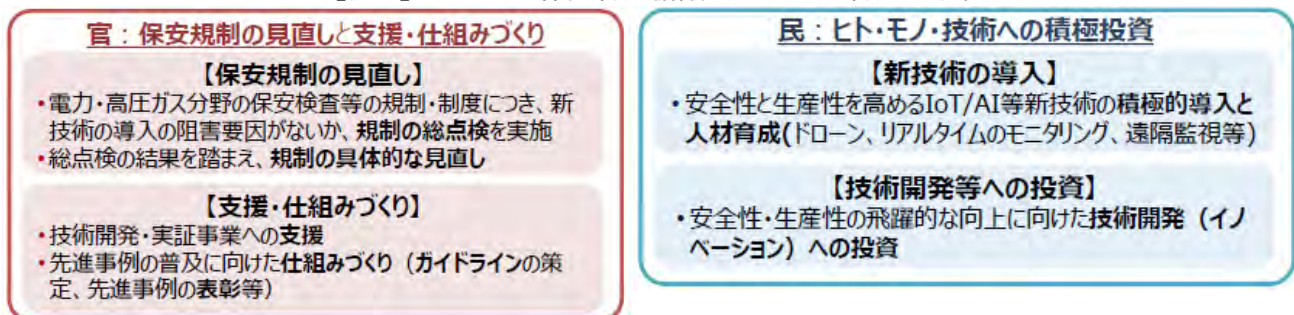 官：保安規制の見直しと支援・仕組みづくり
【保安規制の見直し】
・電力・高圧ガス分野の保安検査等の規制・制度につき、新
技術の導入の阻害要因がないか、規制の総点検を実施
・総点検の結果を踏まえ、規制の具体的な見直し
【支援・仕組みづくり】
・技術開発・実証事業への支援
・先進事例の普及に向けた仕組みづくり（ガイドラインの策
定、先進事例の表彰等）
民：ヒト・モノ・技術への積極投資
【新技術の導入】
・安全性と生産性を高めるIoT/AI等新技術の積極的導入と
人材育成(ドローン、リアルタイムのモニタリング、遠隔監視等)
【技術開発等への投資】
・安全性・生産性の飛躍的な向上に向けた技術開発（イノ
ベーション）への投資